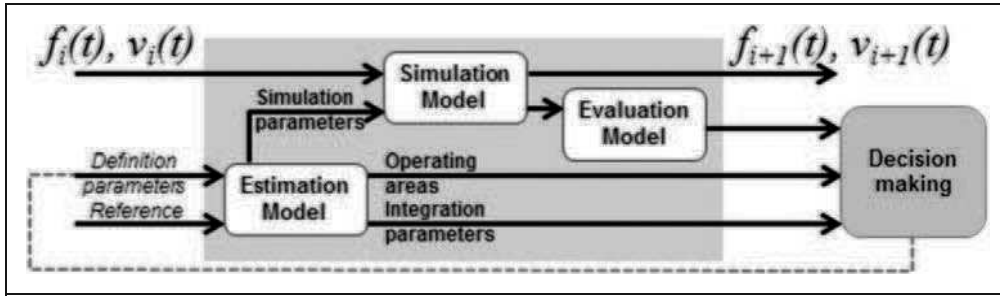 fi(t), vi(t)
fi+1(t), vi+1(t)
Simulation
Model
Simulation
parameters
Evaluation
Model
Definition
parameters
Reference
Estimation
Model
Operating
areas
Integration
parameters
Decision
making